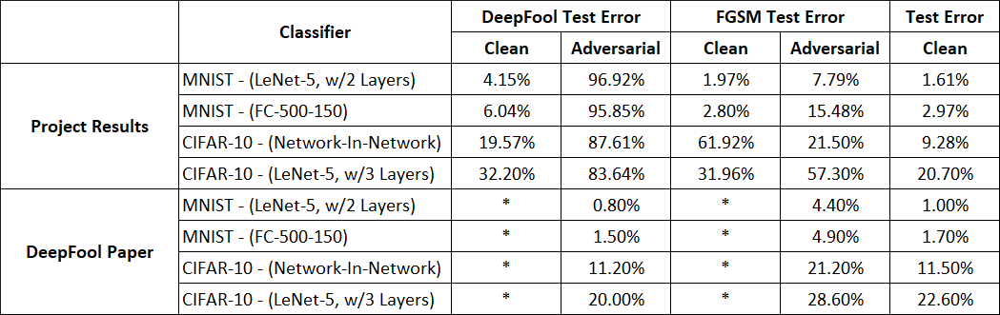 Classifier DeepFool Test Error FGSM Test Error Test Error
Clean Adversarial Clean Adversarial Clean
Project Results
MNIST - (LeNet-5, w/2 Layers) 4.15% 96.92% 1.97% 7.79% 1.61%
MNIST - (FC-500-150) 6.04% 95.85% 2.80% 15.48% 2.97%
CIFAR-10 - (Network-In-Network) 19.57% 87.61% 61.92% 21.50% 9.28%
CIFAR-10 - (LeNet-5, w/3 Layers) 32.20% 83.64% 31.96% 57.30% 20.70%
DeepFool Paper
MNIST - (LeNet-5, w/2 Layers) * 0.80% * 4.40% 1.00%
MNIST - (FC-500-150) * 1.50% * 4.90% 1.70%
CIFAR-10 - (Network-In-Network) * 11.20% * 21.20% 11.50%
CIFAR-10 - (LeNet-5, w/3 Layers) * 20.00% * 28.60% 22.60%